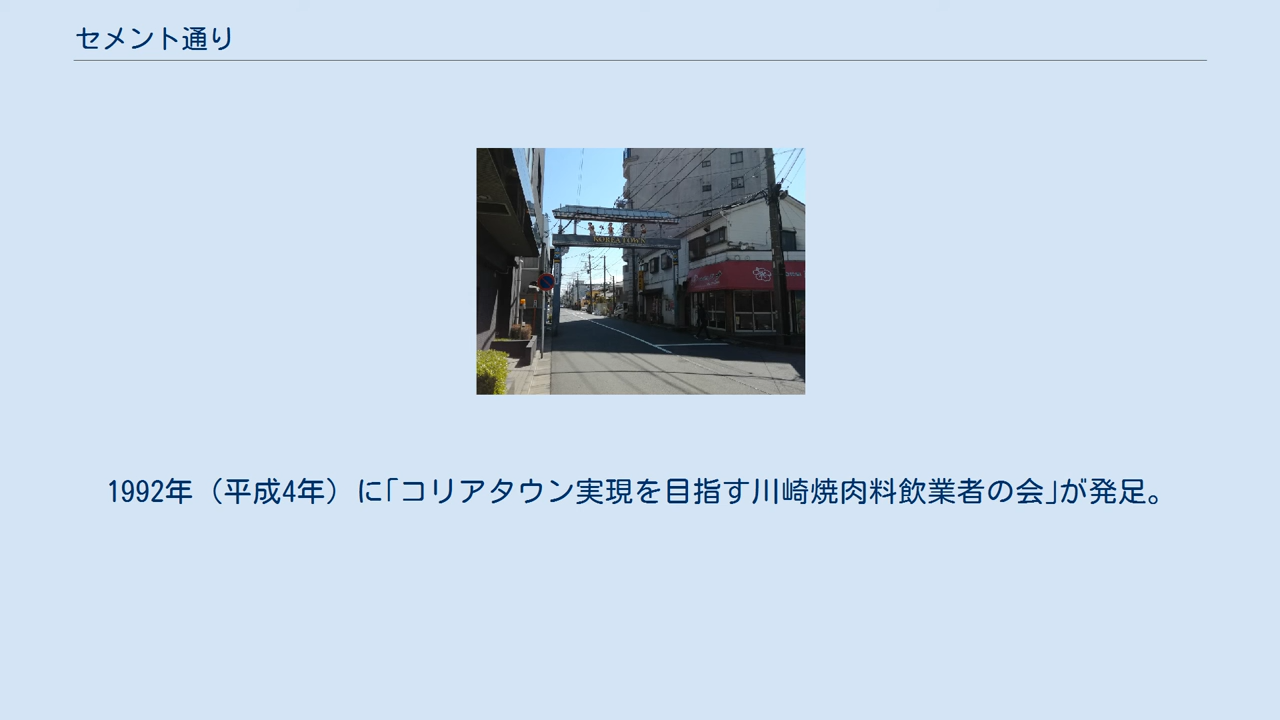 セメント通り
KOREA TOWN
1992年（平成4年）に｢コリアタウン実現を目指す川崎焼肉料飲業者の会｣が発足。